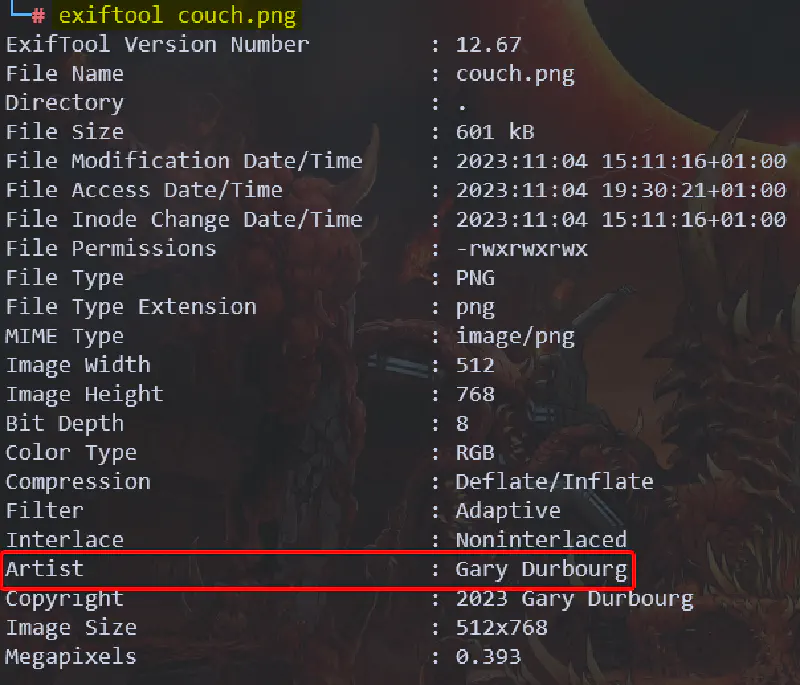 └─# exiftool couch.png
ExifTool Version Number : 12.67
File Name : couch.png
Directory : .
File Size : 601 kB
File Modification Date/Time : 2023:11:04 15:11:16+01:00
File Access Date/Time : 2023:11:04 19:30:21+01:00
File Inode Change Date/Time : 2023:11:04 15:11:16+01:00
File Permissions : -rwxrwxrwx
File Type : PNG
File Type Extension : png
MIME Type : image/png
Image Width : 512
Image Height : 768
Bit Depth : 8
Color Type : RGB
Compression : Deflate/Inflate
Filter : Adaptive
Interlace : Noninterlaced
Artist : Gary Durbourg
Copyright : 2023 Gary Durbourg
Image Size : 512x768
Megapixels : 0.393